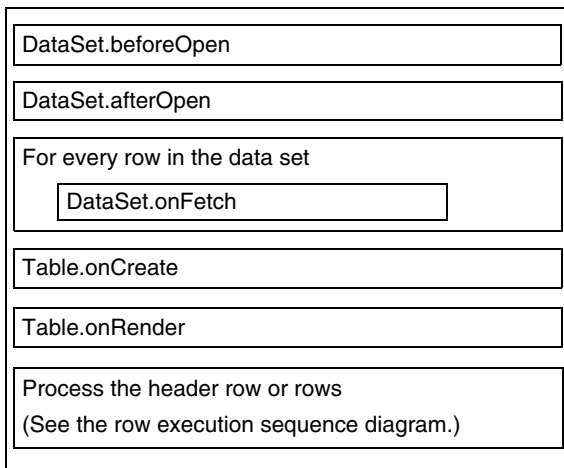 DataSet.beforeOpen
DataSet.afterOpen
For every row in the data set
DataSet.onFetch
Table.onCreate
Table.onRender
Process the header row or rows
(See the row execution sequence diagram.)